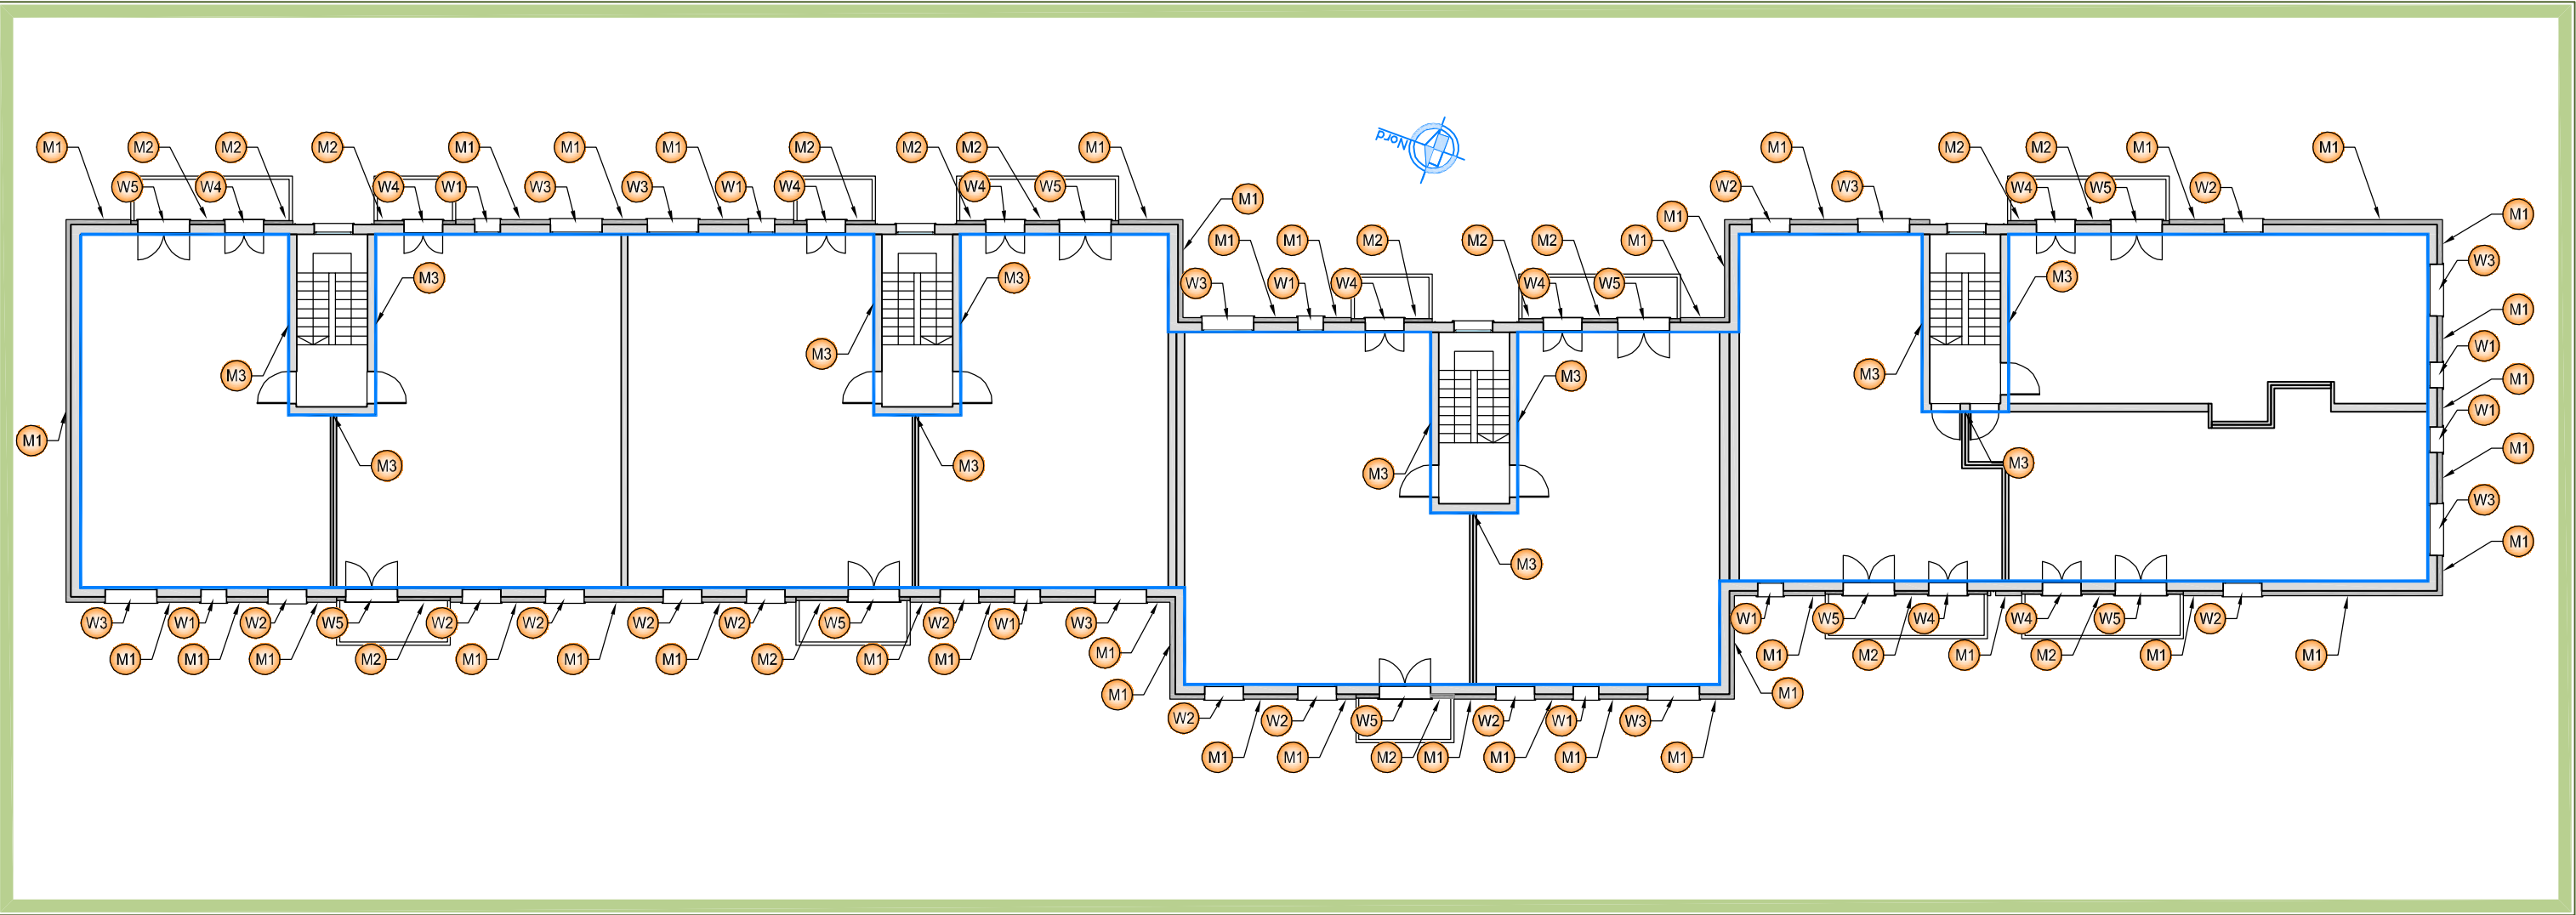 M1 M2 M2 M2 M1 M1 M1 M2 M2 M2 M1 M1 M2 M2 M1 M1
W5 W4 W4 W1 W3 W3 W1 W4 W4 W5 W2 W3 W4 W5 W2
Nord
M1 M1 M1
M1 M1 M2 M2 M2 M1
W3
M3 M3 M3
W3 W1 W4 W4 W5
M1
W1
M3 M3 M3 M3 M1
W1
M1
M1
M3 M3 M3 M3
W3
M1
M3
W3 W1 W2 W5 W2 W2 W2 W2 W5 W2 W1 W3 W1 W5 W4 W4 W5 W2
M1 M1 M1 M2 M1 M1 M1 M2 M1 M1 M1 M1 M2 M1 M2 M1 M1
M1 M1
W2 W2 W5 W2 W1 W3
M1 M1 M2 M1 M1 M1 M1